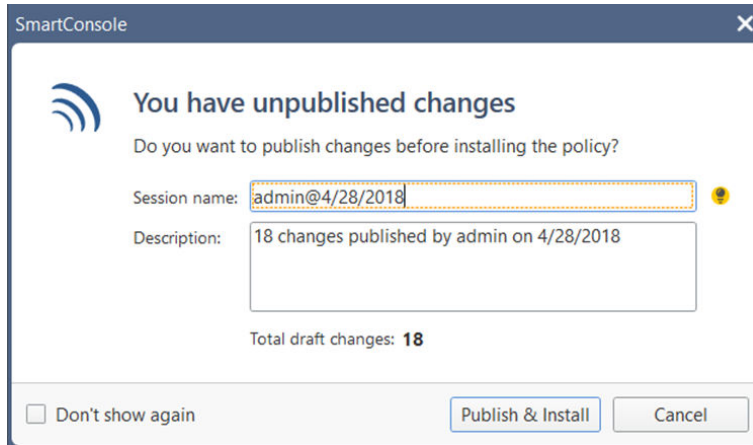 SmartConsole
You have unpublished changes
Do you want to publish changes before installing the policy?
Session name: admin@4/28/2018
Description: 18 changes published by admin on 4/28/2018
Total draft changes: 18
Don't show again Publish & Install Cancel